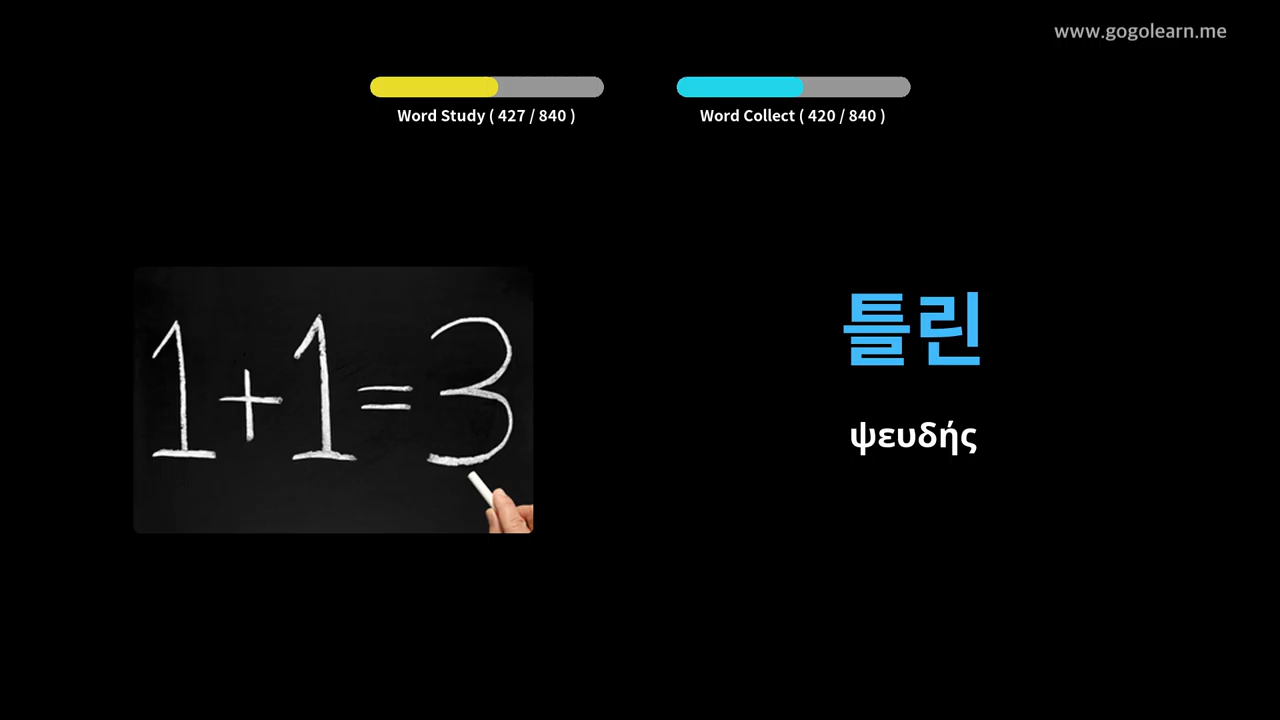 www.gogolearn.me
Word Study ( 427 / 840 )
Word Collect ( 420 / 840 )
1+1=3
틀린
ψευδής